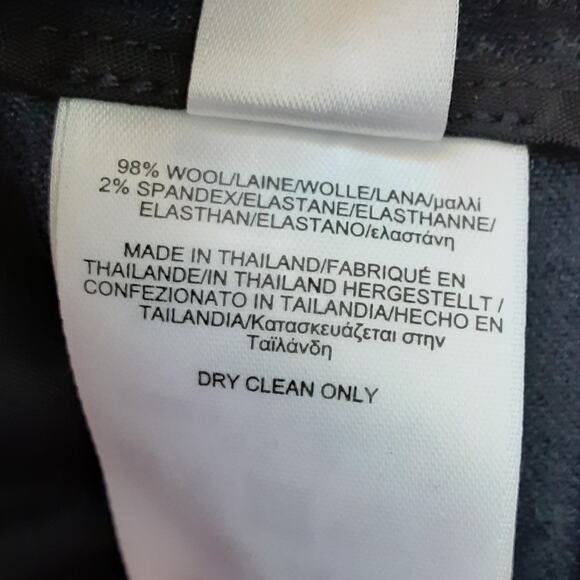 98% WOOL/LAINE/WOLLE/LANA/μαλλί
2% SPANDEX/ELASTANE/ELASTHANNE/
ELASTHAN/ELASTANO/ελαστάνη
MADE IN THAILAND/FABRIQUÉ EN
THAILANDE/IN THAILAND HERGESTELLT /
CONFEZIONATO IN TAILANDIA/HECHO EN
TAILANDIA/Κατασκευάζεται στην
Ταϊλάνδη
DRY CLEAN ONLY